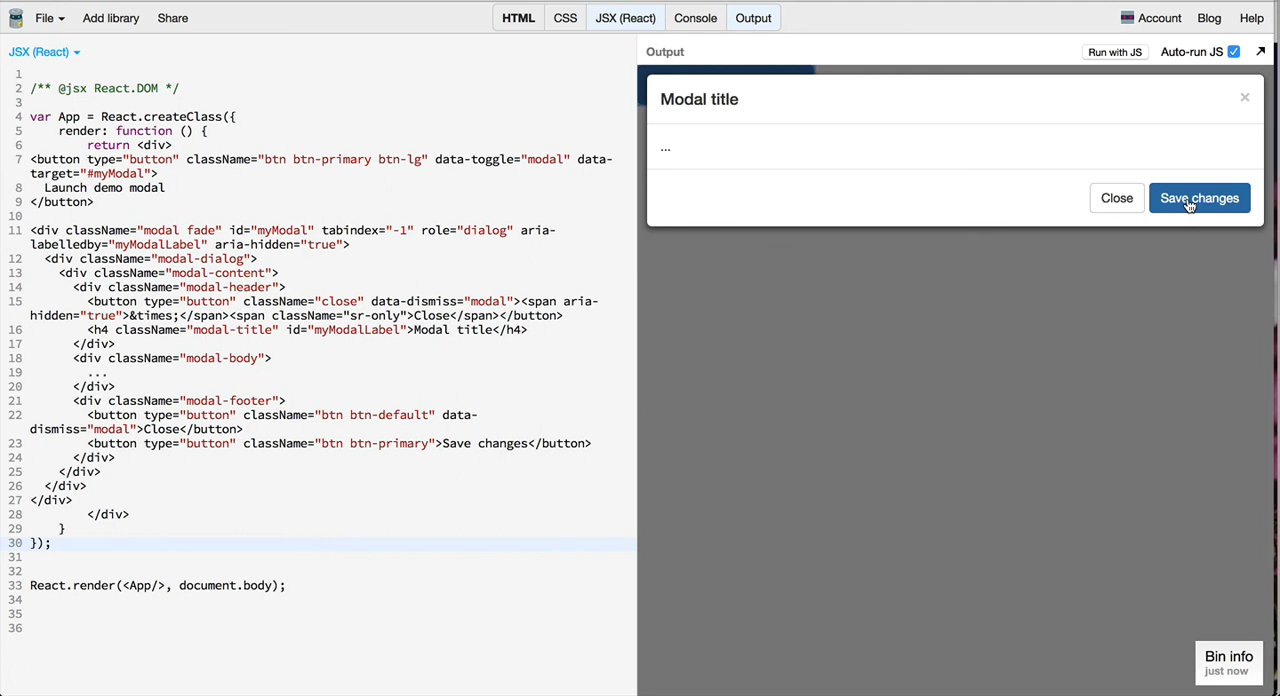 File Add library Share HTML CSS JSX (React) Console Output Account Blog Help
JSX (React)
1
2 /** @jsx React.DOM */
3
4 var App = React.createClass({
5 render: function () {
6 return <div>
7 <button type="button" className="btn btn-primary btn-lg" data-toggle="modal" data-
target="#myModal">
8 Launch demo modal
9 </button>
10
11 <div className="modal fade" id="myModal" tabindex="-1" role="dialog" aria-
labelledby="myModalLabel" aria-hidden="true">
12 <div className="modal-dialog">
13 <div className="modal-content">
14 <div className="modal-header">
15 <button type="button" className="close" data-dismiss="modal"><span aria-
hidden="true">&times;</span><span className="sr-only">Close</span></button>
16 <h4 className="modal-title" id="myModalLabel">Modal title</h4>
17 </div>
18 <div className="modal-body">
19 ...
20 </div>
21 <div className="modal-footer">
22 <button type="button" className="btn btn-default" data-
dismiss="modal">Close</button>
23 <button type="button" className="btn btn-primary">Save changes</button>
24 </div>
25 </div>
26 </div>
27 </div>
28 </div>
29 }
30 });
31
32
33 React.render(<App/>, document.body);
34
35
36
Output Run with JS Auto-run JS
Modal title ×
...
Close Save changes
Bin info
just now